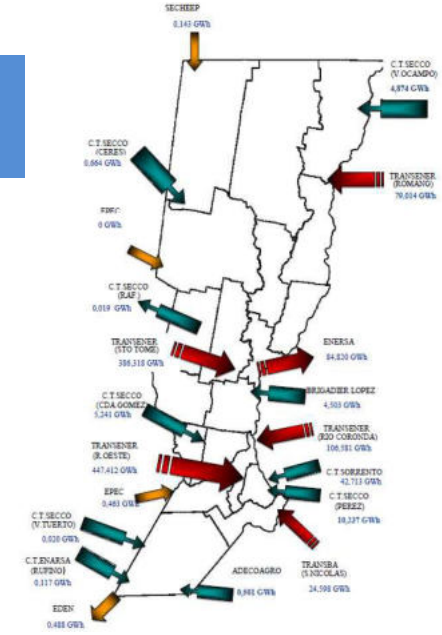 SECHEEP
0,143 GWh
C.T.SECCO
(V.OCAMPO)
4,874 GWh
C.T.SECCO
(CERES)
0,664 GWh
TRANSENER
(ROMANG)
79,014 GWh
EPEC
0 GWh
C.T.SECCO
(RAF.)
0,019 GWh
TRANSENER
(STO TOME)
386,318 GWh
ENERSA
84,820 GWh
BRIGADIER LOPEZ
4,503 GWh
C.T.SECCO
(CDA.GOMEZ)
5,241 GWh
TRANSENER
(RIO CORONDA)
106,581 GWh
TRANSENER
(R.OESTE)
447,412 GWh
C.T.SORRENTO
42,713 GWh
C.T.SECCO
(PEREZ)
10,337 GWh
EPEC
0,463 GWh
C.T.SECCO
(V.TUERTO)
0,020 GWh
C.T.ENARSA
(RUFINO)
0,117 GWh
ADECOAGRO
0,601 GWh
TRANSBA
(S.NICOLAS)
24,598 GWh
EDEN
0,488 GWh